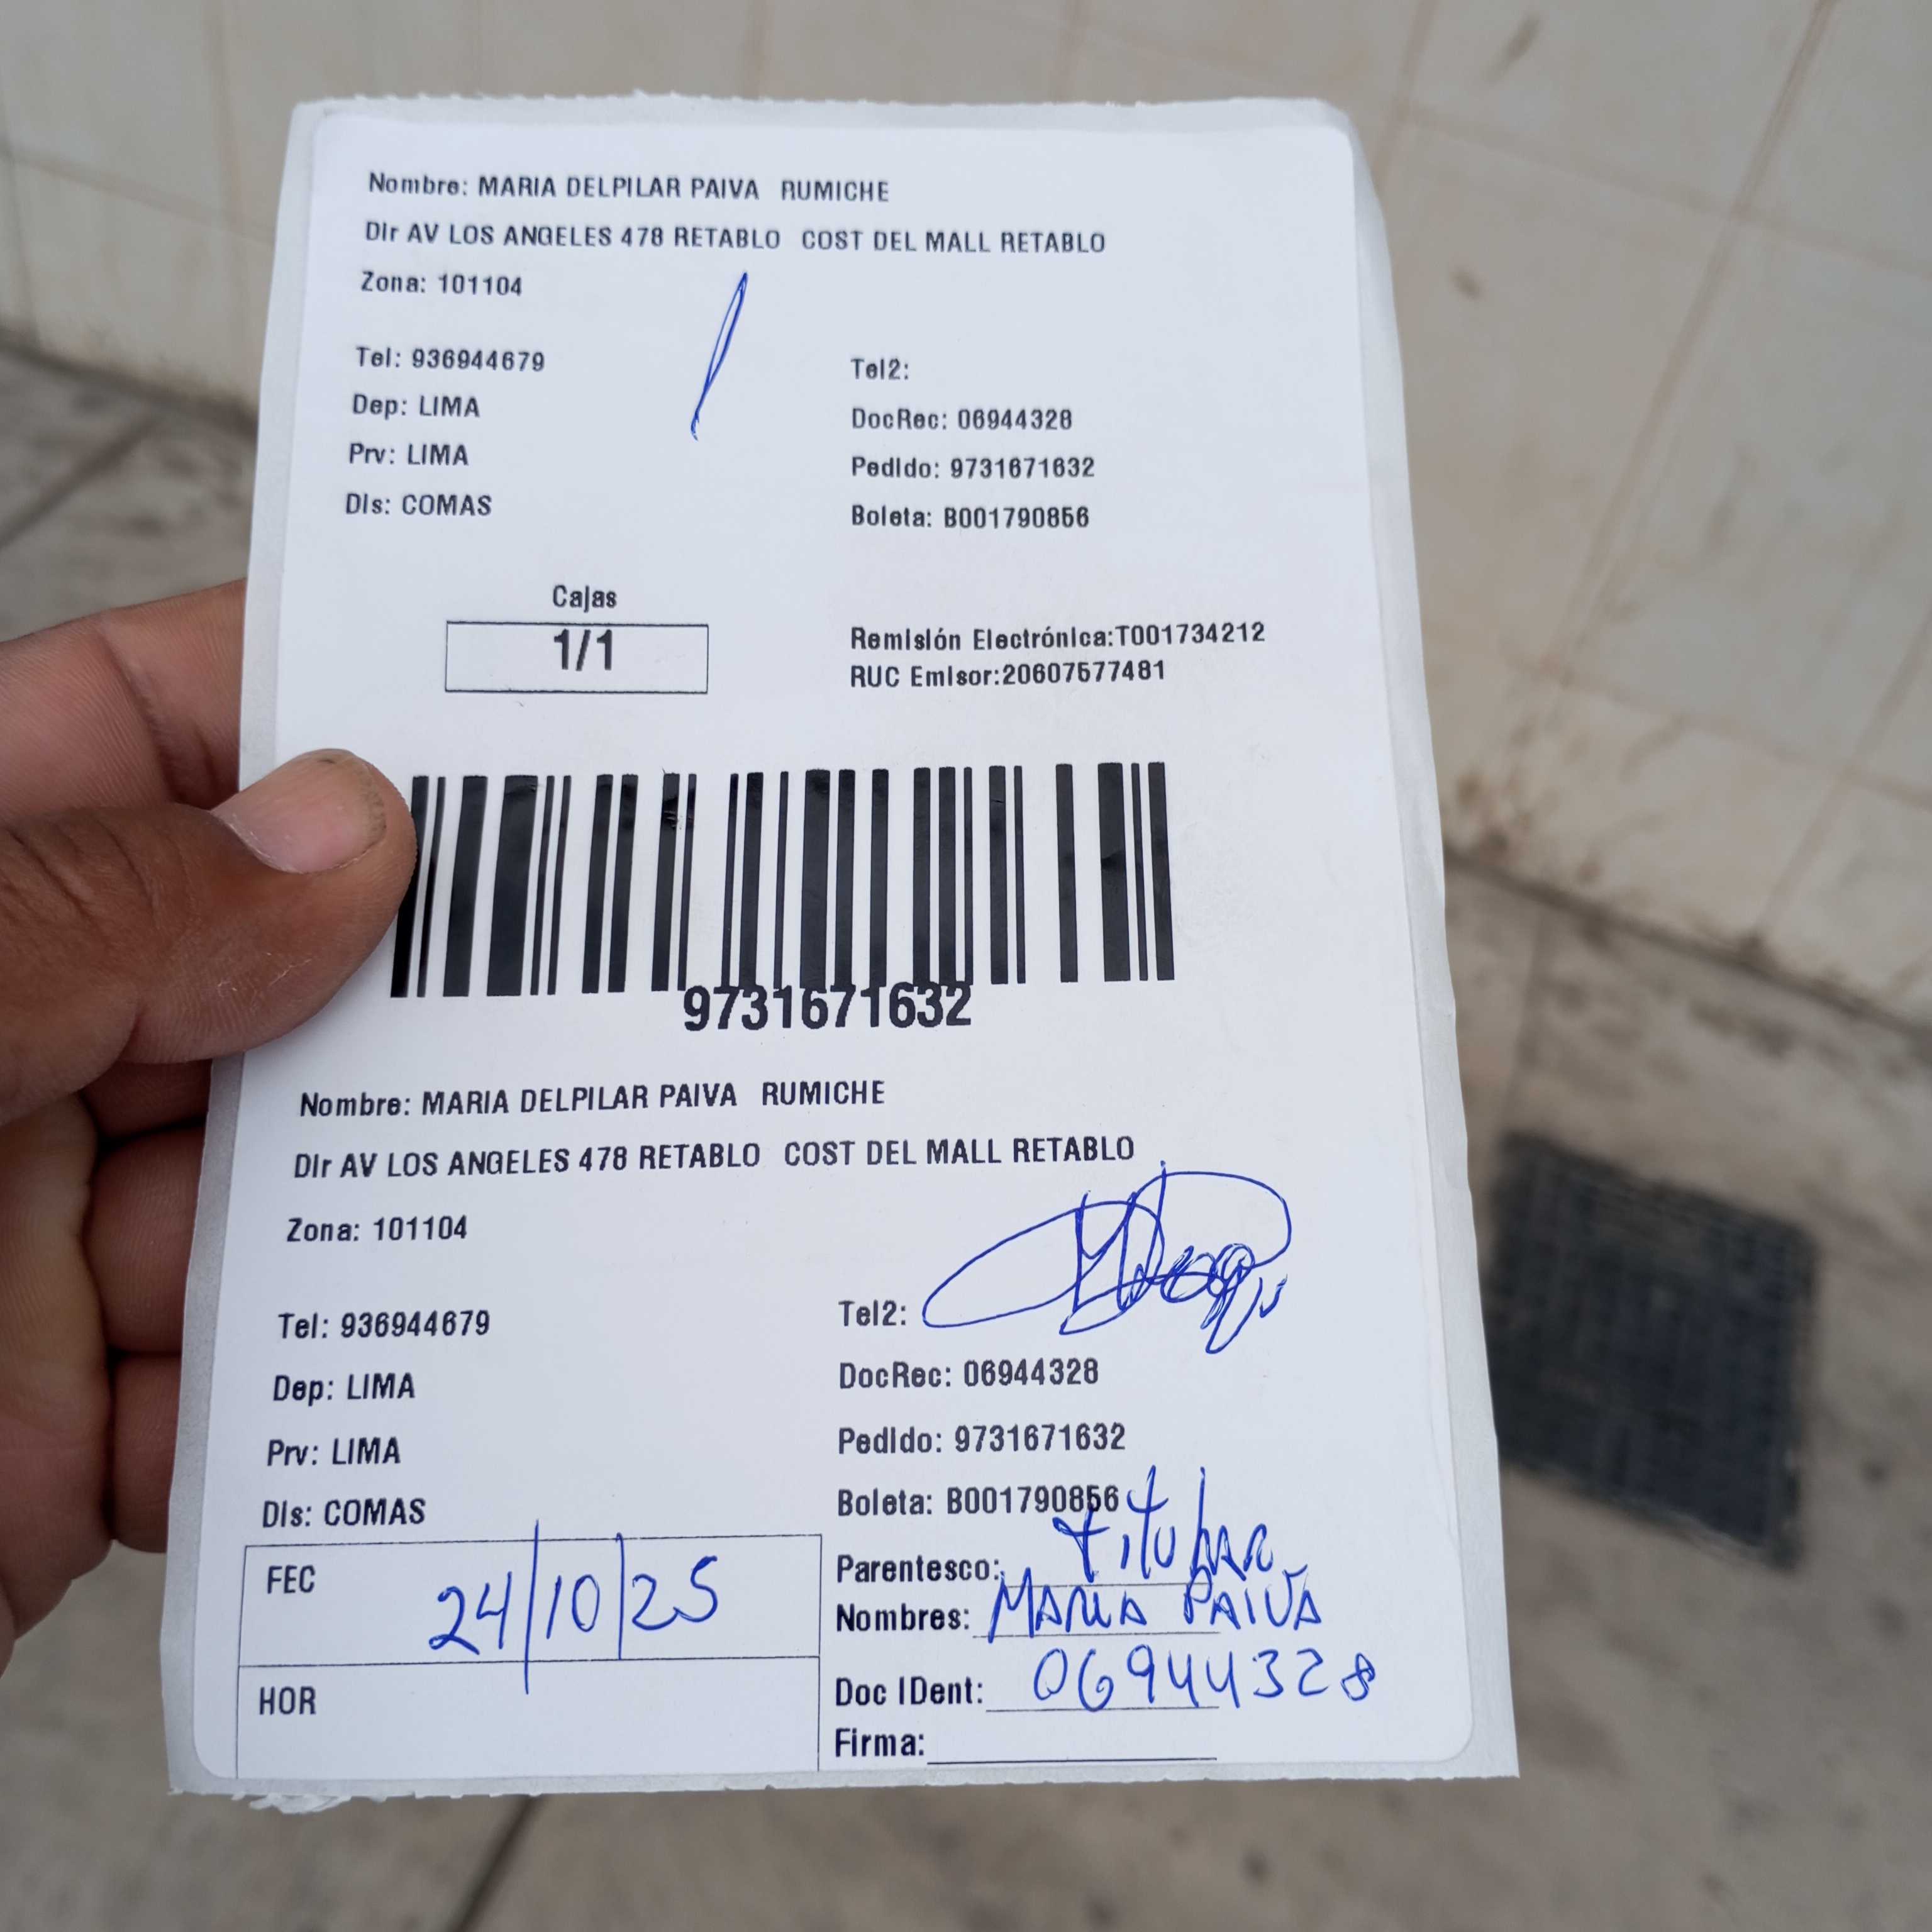 Nombre: MARIA DELPILAR PAIVA RUMICHE
Dir AV LOS ANGELES 478 RETABLO COST DEL MALL RETABLO
Zona: 101104
Tel: 936944679
Tel2:
Dep: LIMA
DocRec: 06944328
Prv: LIMA
Pedido: 9731671632
Dis: COMAS
Boleta: B001790856
Cajas
1/1
Remisión Electrónica:T001734212
RUC Emisor:20607577481
9731671632
Nombre: MARIA DELPILAR PAIVA RUMICHE
Dir AV LOS ANGELES 478 RETABLO COST DEL MALL RETABLO
Zona: 101104
Tel: 936944679
Tel2:
Dep: LIMA
DocRec: 06944328
Prv: LIMA
Pedido: 9731671632
Dis: COMAS
Boleta: B001790856
FEC 24/10/25
Parentesco: titular
Nombres: MARIA PAIVA
HOR
Doc IDent: 06944328
Firma: